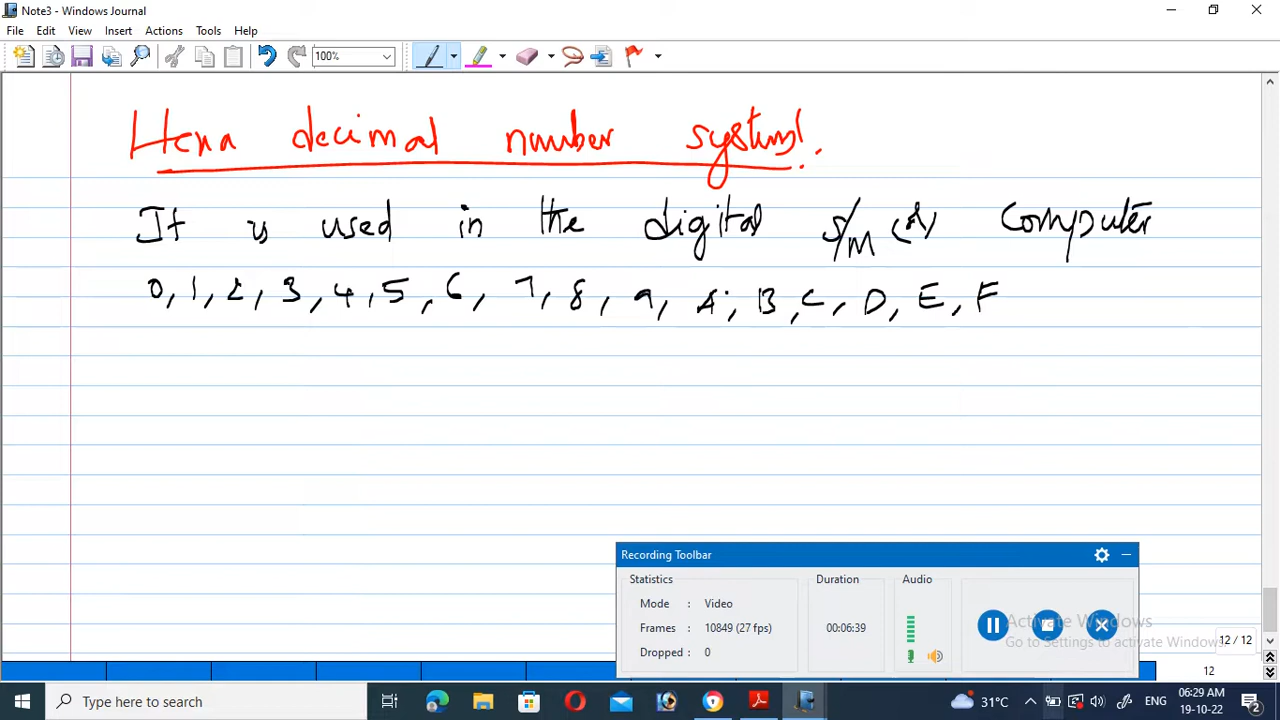 Note3 - Windows Journal
File Edit View Insert Actions Tools Help
100%
Hexa decimal number system:
It is used in the digital S/M (or) Computer
0, 1, 2, 3, 4, 5, 6, 7, 8, 9, A, B, C, D, E, F
Recording Toolbar
Statistics Duration Audio
Mode : Video
Frames : 10849 (27 fps) 00:06:39
Dropped : 0
Activate Windows
Go to Settings to activate Windows.
12 / 12
12
Type here to search
31°C ENG 06:29 AM
19-10-22
2